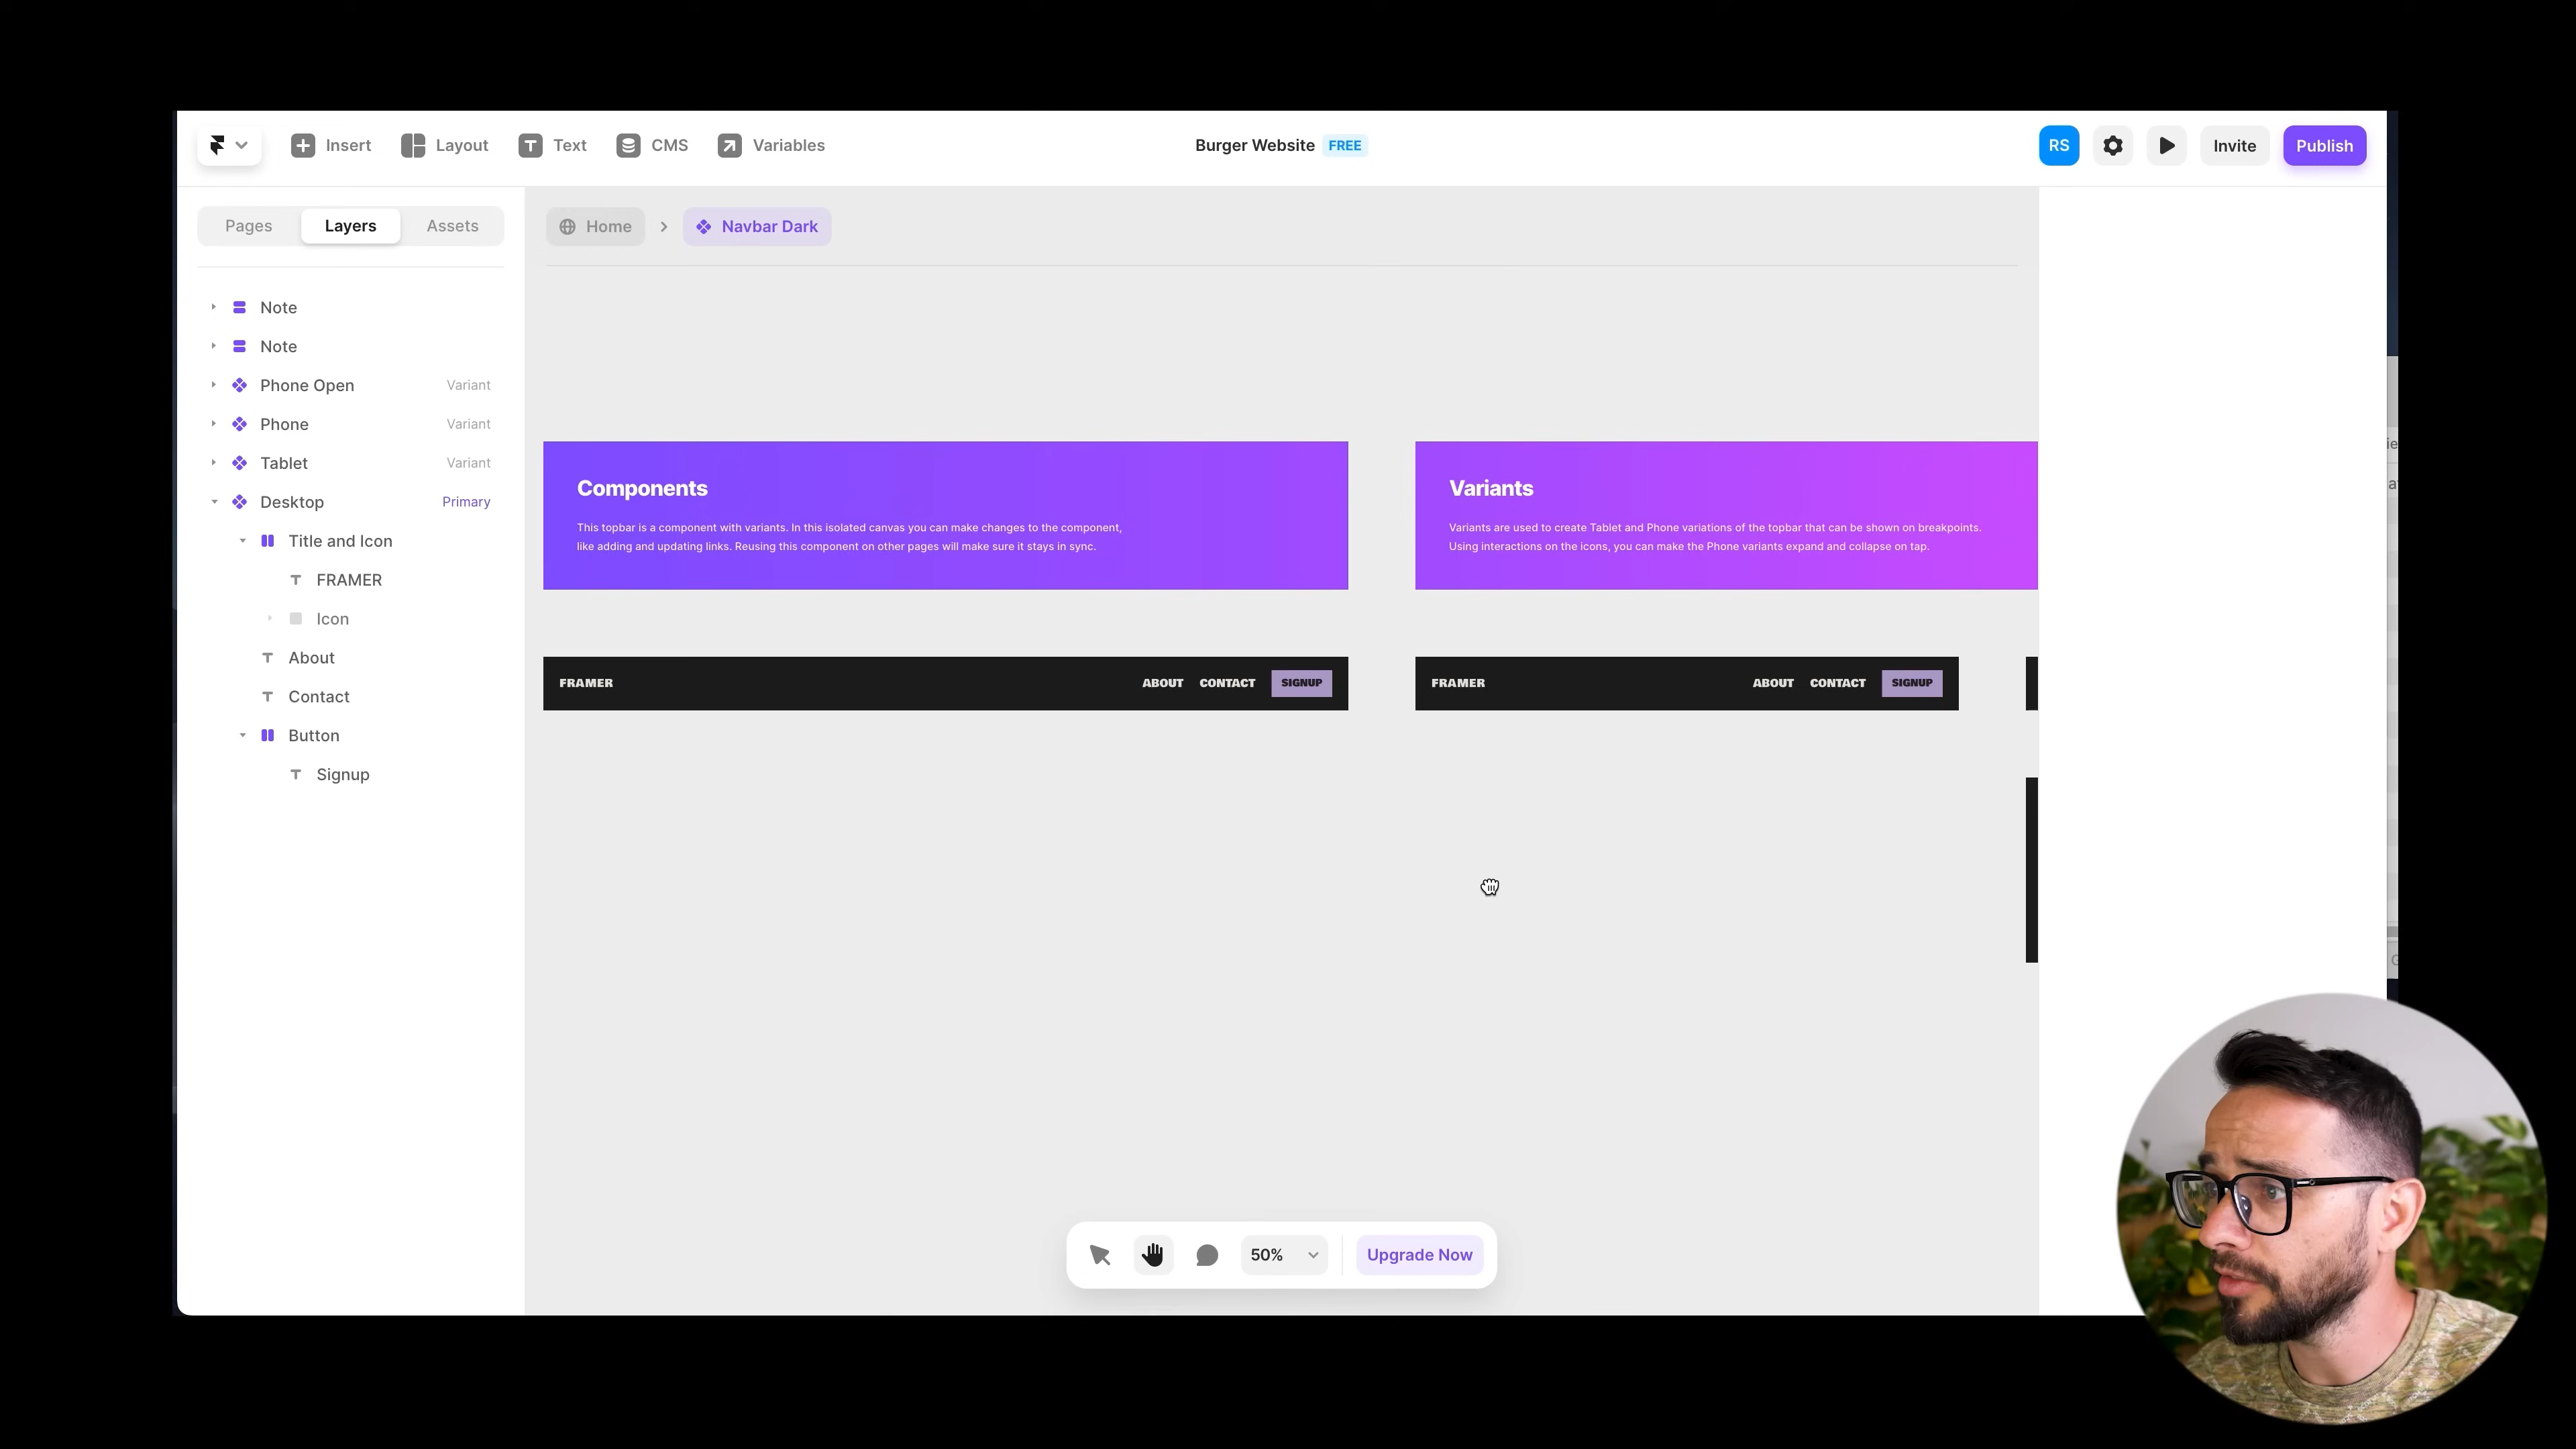 Insert
Layout
Text
CMS
Variables
Burger Website
FREE
RS
Invite
Publish
Pages
Layers
Assets
Home
Navbar Dark
Note
Note
Phone Open
Variant
Phone
Variant
Tablet
Variant
Desktop
Primary
Title and Icon
FRAMER
Icon
About
Contact
Button
Signup
Components
This topbar is a component with variants. In this isolated canvas you can make changes to the component,
like adding and updating links. Reusing this component on other pages will make sure it stays in sync.
Variants
Variants are used to create Tablet and Phone variations of the topbar that can be shown on breakpoints.
Using interactions on the icons, you can make the Phone variants expand and collapse on tap.
FRAMER
ABOUT
CONTACT
SIGNUP
FRAMER
ABOUT
CONTACT
SIGNUP
50%
Upgrade Now